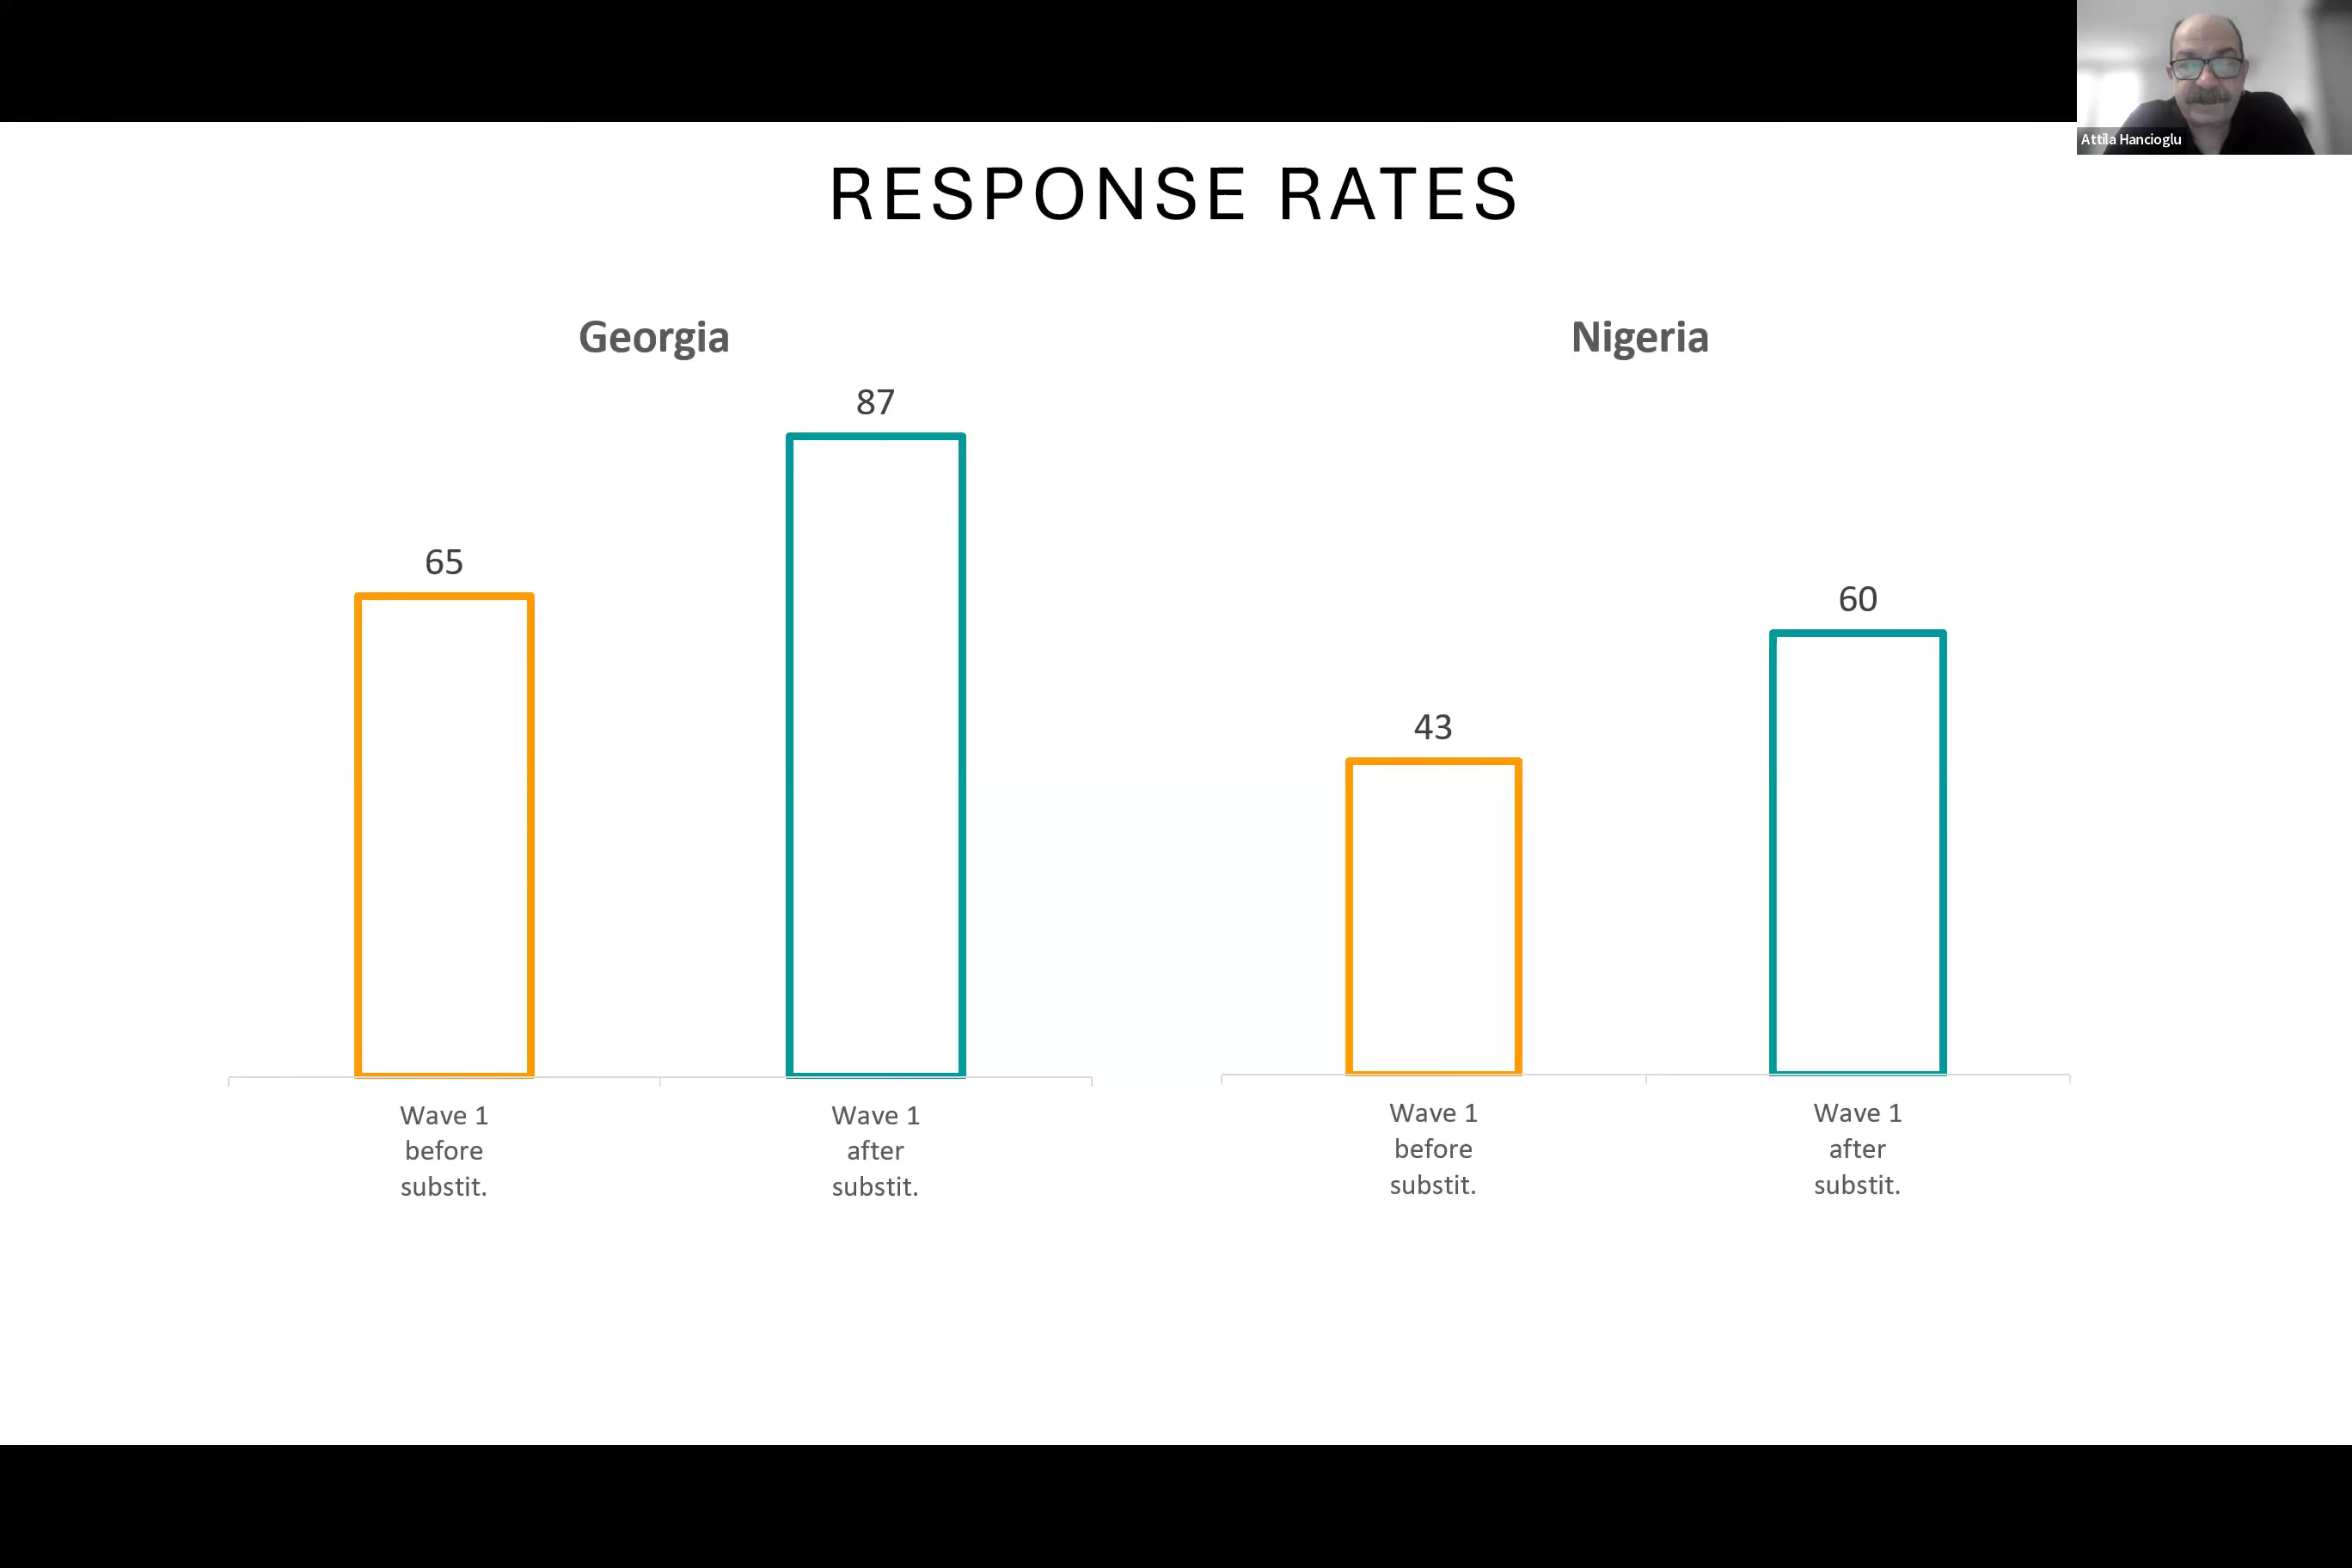 Attila Hancioglu
RESPONSE RATES
Georgia
87
65
Wave 1
before
substit.
Wave 1
after
substit.
Nigeria
60
43
Wave 1
before
substit.
Wave 1
after
substit.